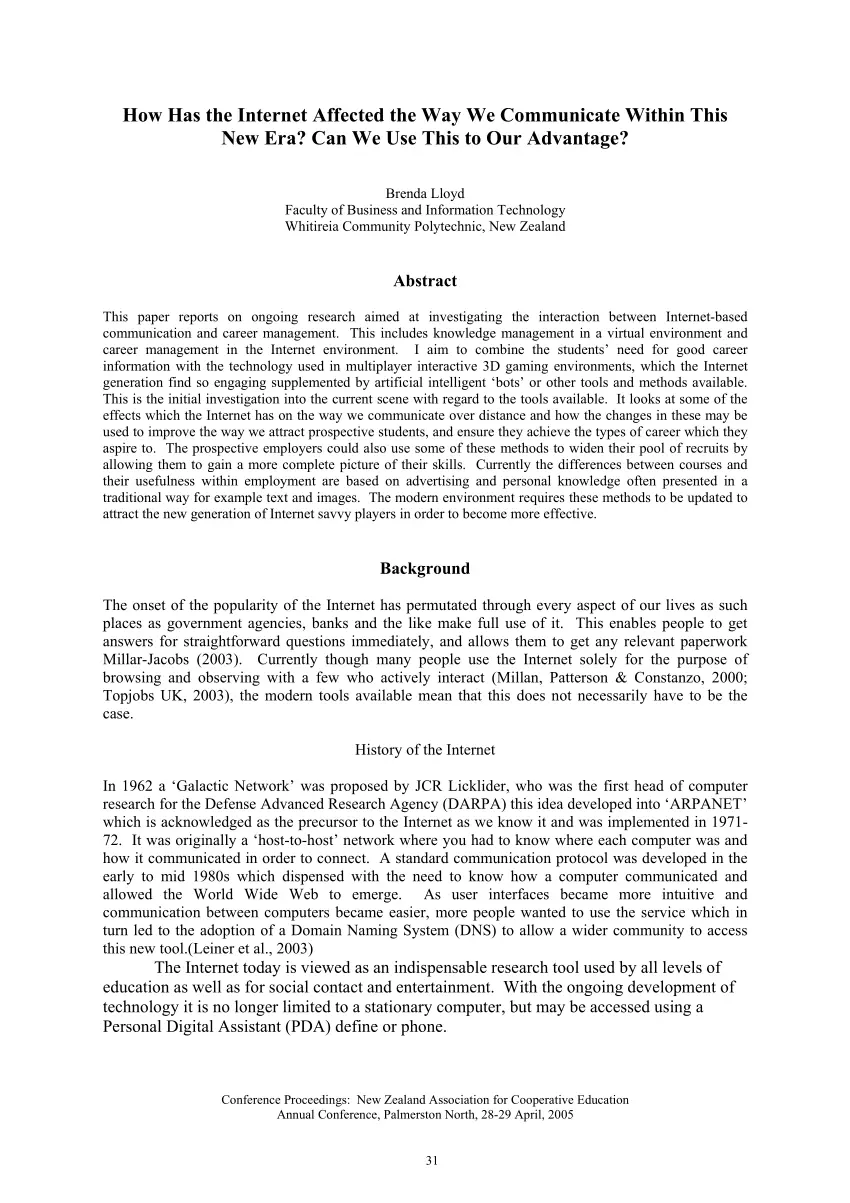 How Has the Internet Affected the Way We Communicate Within This
New Era? Can We Use This to Our Advantage?
Brenda Lloyd
Faculty of Business and Information Technology
Whitireia Community Polytechnic, New Zealand
Abstract
This paper reports on ongoing research aimed at investigating the interaction between Internet-based
communication and career management. This includes knowledge management in a virtual environment and
career management in the Internet environment. I aim to combine the students’ need for good career
information with the technology used in multiplayer interactive 3D gaming environments, which the Internet
generation find so engaging supplemented by artificial intelligent ‘bots’ or other tools and methods available.
This is the initial investigation into the current scene with regard to the tools available. It looks at some of the
effects which the Internet has on the way we communicate over distance and how the changes in these may be
used to improve the way we attract prospective students, and ensure they achieve the types of career which they
aspire to. The prospective employers could also use some of these methods to widen their pool of recruits by
allowing them to gain a more complete picture of their skills. Currently the differences between courses and
their usefulness within employment are based on advertising and personal knowledge often presented in a
traditional way for example text and images. The modern environment requires these methods to be updated to
attract the new generation of Internet savvy players in order to become more effective.
Background
The onset of the popularity of the Internet has permutated through every aspect of our lives as such
places as government agencies, banks and the like make full use of it. This enables people to get
answers for straightforward questions immediately, and allows them to get any relevant paperwork
Millar-Jacobs (2003). Currently though many people use the Internet solely for the purpose of
browsing and observing with a few who actively interact (Millan, Patterson & Constanzo, 2000;
Topjobs UK, 2003), the modern tools available mean that this does not necessarily have to be the
case.
History of the Internet
In 1962 a ‘Galactic Network’ was proposed by JCR Licklider, who was the first head of computer
research for the Defense Advanced Research Agency (DARPA) this idea developed into ‘ARPANET’
which is acknowledged as the precursor to the Internet as we know it and was implemented in 1971-
72. It was originally a ‘host-to-host’ network where you had to know where each computer was and
how it communicated in order to connect. A standard communication protocol was developed in the
early to mid 1980s which dispensed with the need to know how a computer communicated and
allowed the World Wide Web to emerge. As user interfaces became more intuitive and
communication between computers became easier, more people wanted to use the service which in
turn led to the adoption of a Domain Naming System (DNS) to allow a wider community to access
this new tool.(Leiner et al., 2003)
The Internet today is viewed as an indispensable research tool used by all levels of
education as well as for social contact and entertainment. With the ongoing development of
technology it is no longer limited to a stationary computer, but may be accessed using a
Personal Digital Assistant (PDA) define or phone.
Conference Proceedings: New Zealand Association for Cooperative Education
Annual Conference, Palmerston North, 28-29 April, 2005
31